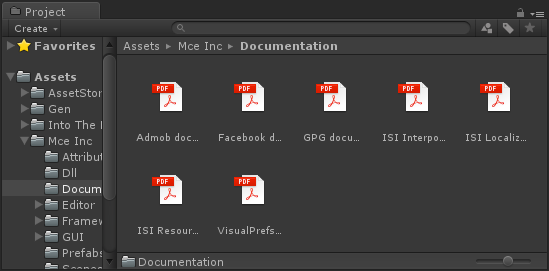 Project
Create
Favorites
Assets
AssetStor
Gen
Into The
Mce Inc
Attribut
Dll
Docum
Editor
Framew
GUI
Prefabs
Assets Mce Inc Documentation
PDF PDF PDF PDF PDF
Admob doc... Facebook d... GPG docu... ISI Interpo... ISI Localiz...
PDF PDF
ISI Resour... VisualPrefs...
Documentation